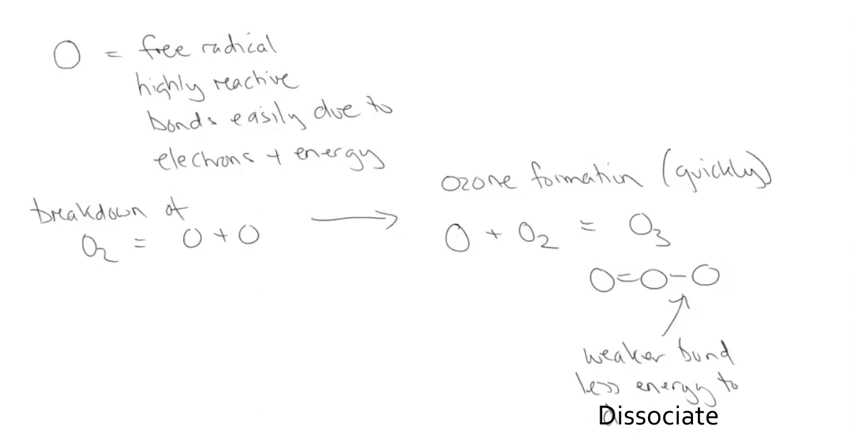 O = free radical
highly reactive
bonds easily due to
electrons + energy
breakdown of
O₂ = O + O
ozone formation (quickly)
O + O₂ = O₃
O=O-O
weaker bond
less energy to
Dissociate